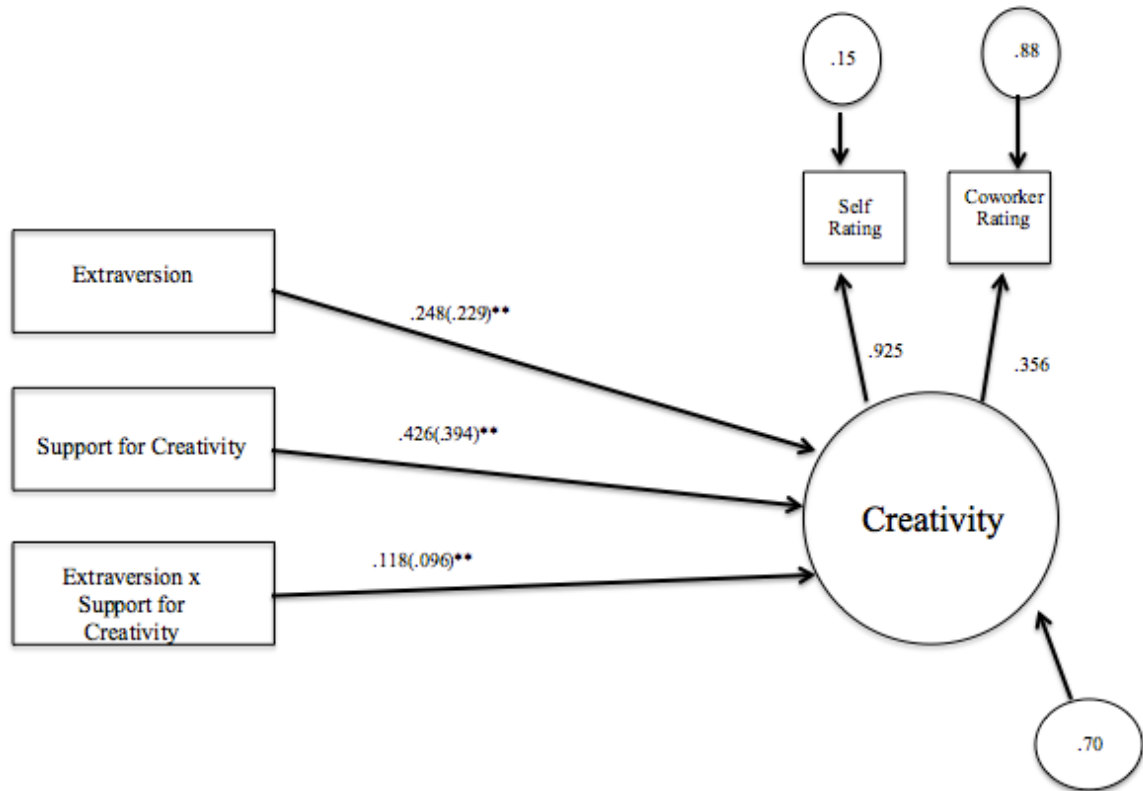 .15
.88
Self
Rating
Coworker
Rating
Extraversion
.248(.229)**
.925
.356
Support for Creativity
.426(.394)**
Creativity
Extraversion x
Support for
Creativity
.118(.096)**
.70